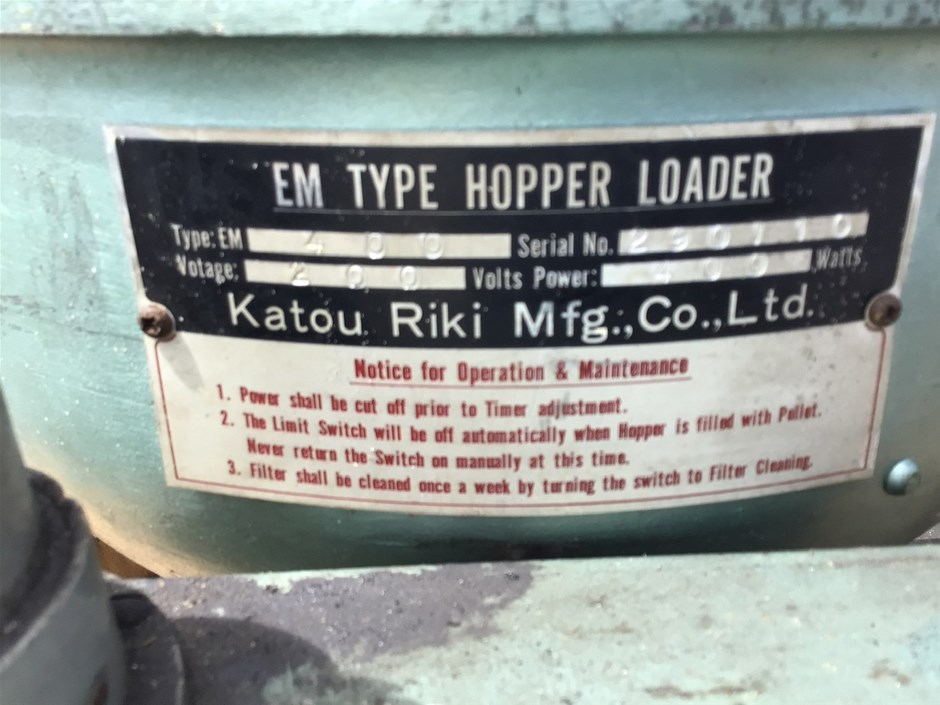 EM TYPE HOPPER LOADER
Type: EM 400 Serial No. 290110
Votage: 200 Volts Power: 400 Watts
Katou Riki Mfg., Co., Ltd.
Notice for Operation & Maintenance
1. Power shall be cut off prior to Timer adjustment.
2. The Limit Switch will be off automatically when Hopper is filled with Pellet.
Never return the Switch on manually at this time.
3. Filter shall be cleaned once a week by turning the switch to Filter Cleaning.